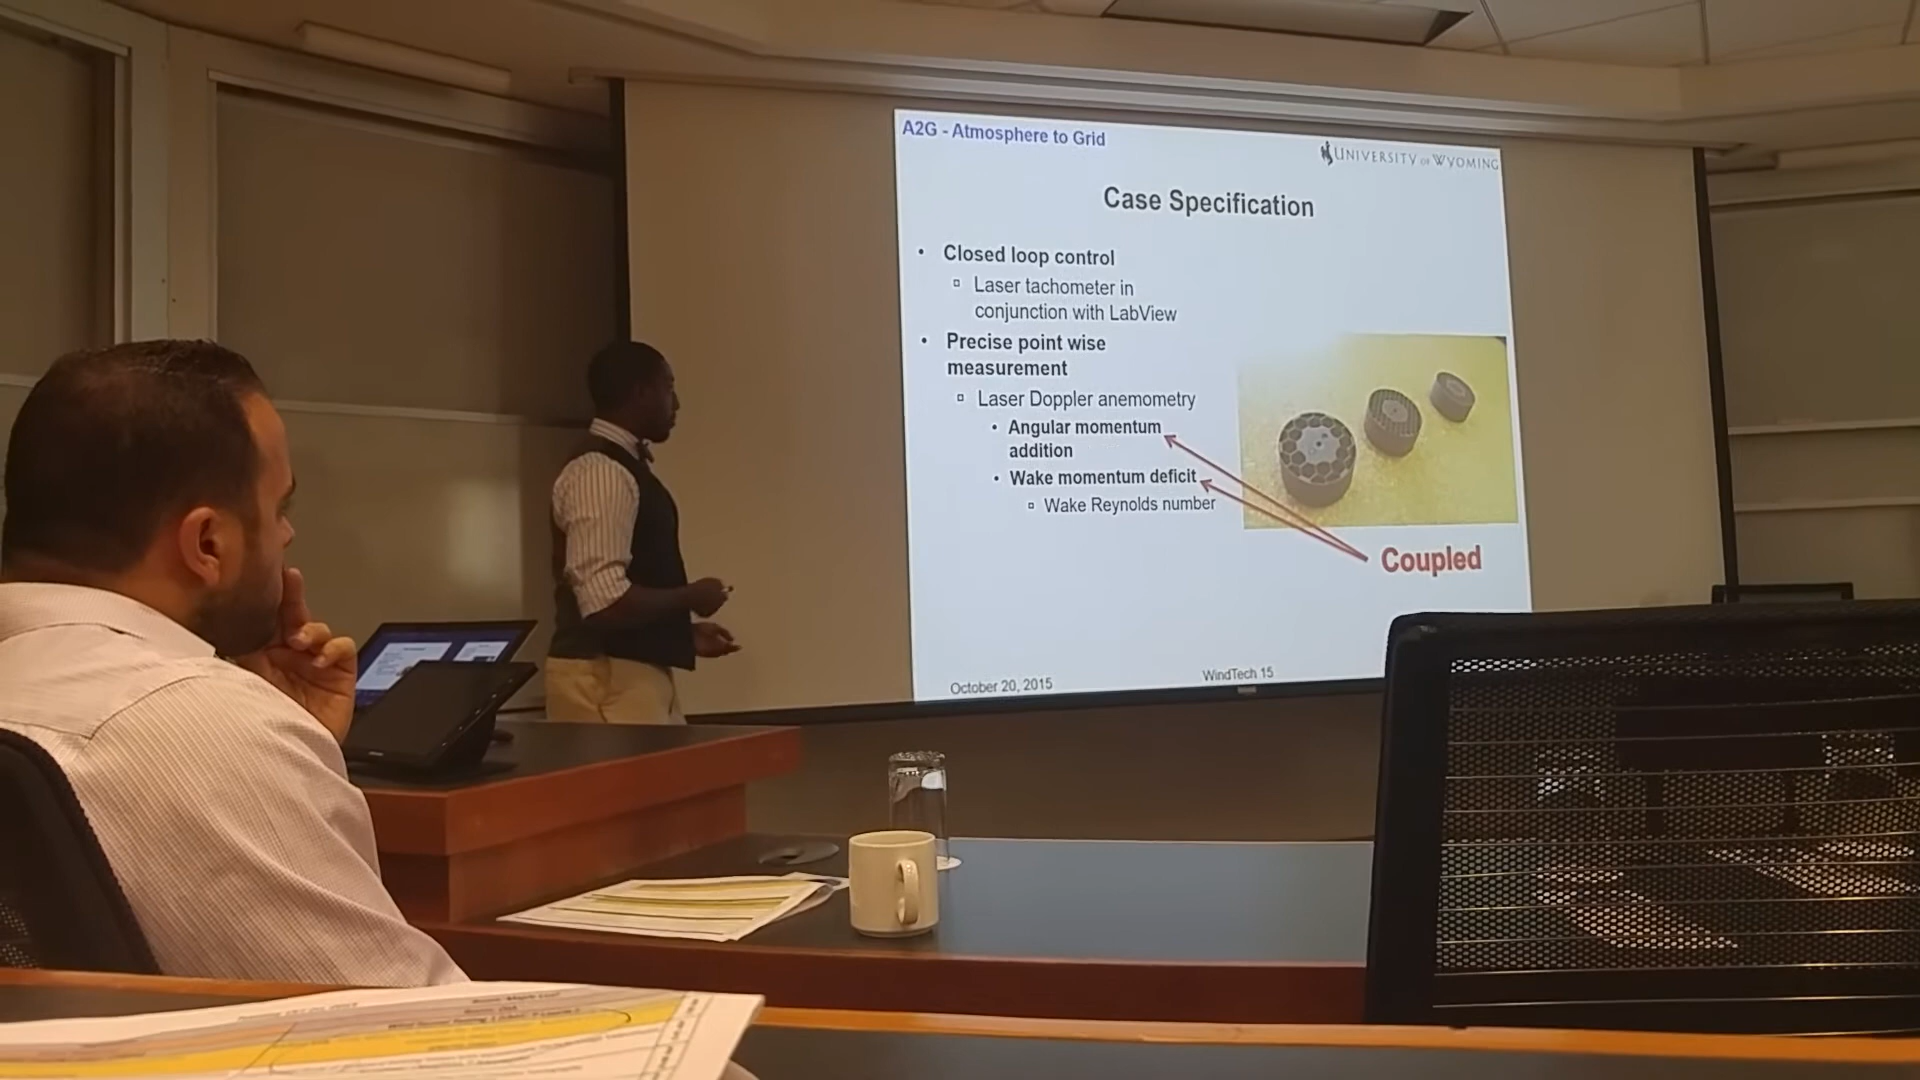 A2G - Atmosphere to Grid
UNIVERSITY OF WYOMING
Case Specification
• Closed loop control
▫ Laser tachometer in
conjunction with LabView
• Precise point wise
measurement
▫ Laser Doppler anemometry
• Angular momentum
addition
• Wake momentum deficit
▫ Wake Reynolds number
Coupled
October 20, 2015
WindTech 15